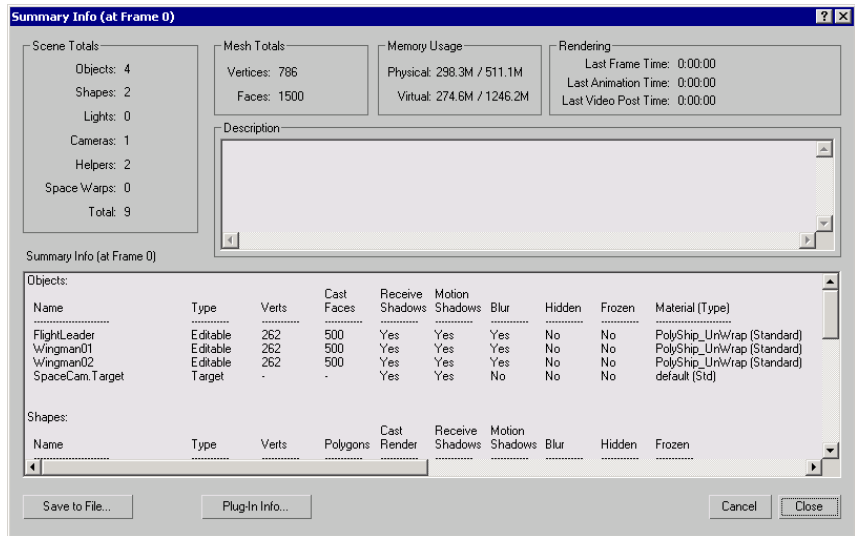 Summary Info (at Frame 0)
Scene Totals
Objects: 4
Shapes: 2
Lights: 0
Cameras: 1
Helpers: 2
Space Warps: 0
Total: 9
Mesh Totals
Vertices: 786
Faces: 1500
Memory Usage
Physical: 298.3M / 511.1M
Virtual: 274.6M / 1246.2M
Rendering
Last Frame Time: 0:00:00
Last Animation Time: 0:00:00
Last Video Post Time: 0:00:00
Description
Summary Info (at Frame 0)
Objects:
Cast Receive Motion
Name Type Verts Faces Shadows Shadows Blur Hidden Frozen Material (Type)
FlightLeader Editable 262 500 Yes Yes Yes No No PolyShip_UnWrap (Standard)
Wingman01 Editable 262 500 Yes Yes Yes No No PolyShip_UnWrap (Standard)
Wingman02 Editable 262 500 Yes Yes Yes No No PolyShip_UnWrap (Standard)
SpaceCam.Target Target - - Yes Yes No No No default (Std)
Shapes:
Cast Receive Motion
Name Type Verts Polygons Render Shadows Shadows Blur Hidden Frozen
Save to File...
Plug-In Info...
Cancel
Close